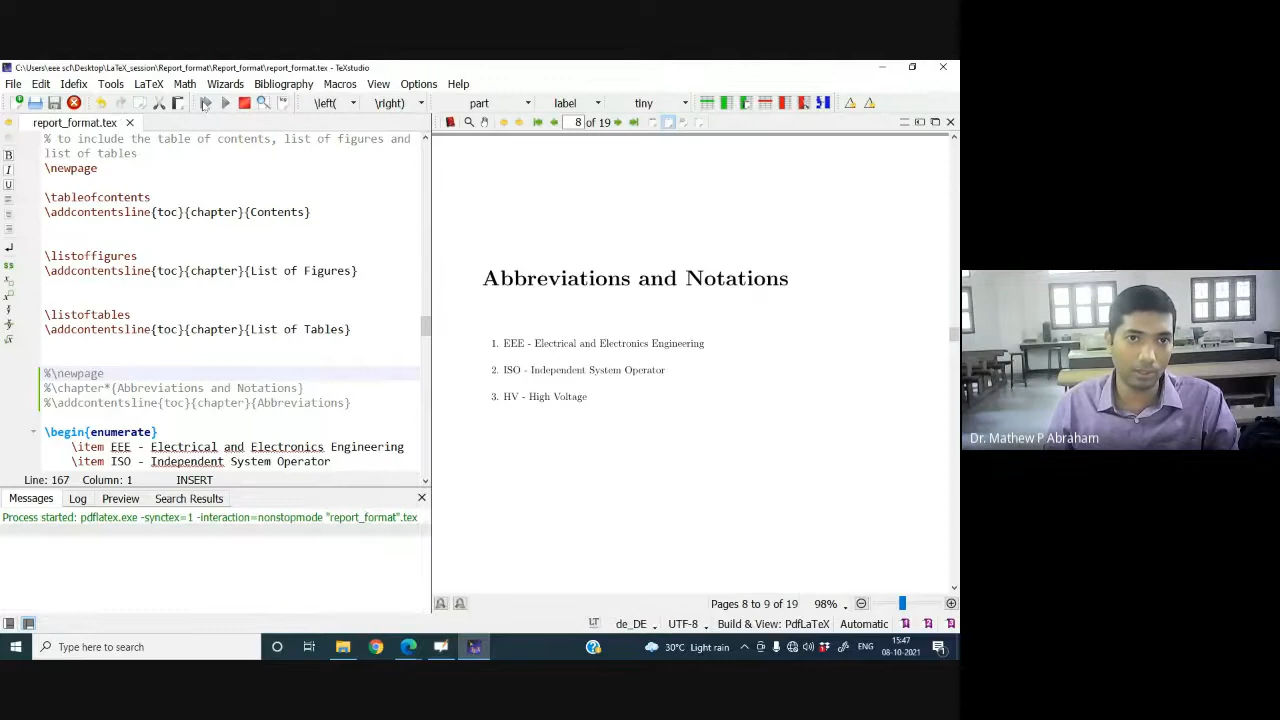 C:\Users\eee scl\Desktop\LaTeX_session\Report_format\Report_format\report_format.tex - TeXstudio
File Edit Idefix Tools LaTeX Math Wizards Bibliography Macros View Options Help
\left( \right) part label tiny
report_format.tex
8 of 19
% to include the table of contents, list of figures and
list of tables
\newpage
\tableofcontents
\addcontentsline{toc}{chapter}{Contents}
\listoffigures
\addcontentsline{toc}{chapter}{List of Figures}
\listoftables
\addcontentsline{toc}{chapter}{List of Tables}
%\newpage
%\chapter*{Abbreviations and Notations}
%\addcontentsline{toc}{chapter}{Abbreviations}
\begin{enumerate}
\item EEE - Electrical and Electronics Engineering
\item ISO - Independent System Operator
Line: 167 Column: 1 INSERT
Messages Log Preview Search Results
Process started: pdflatex.exe -synctex=1 -interaction=nonstopmode "report_format".tex
Abbreviations and Notations
1. EEE - Electrical and Electronics Engineering
2. ISO - Independent System Operator
3. HV - High Voltage
Pages 8 to 9 of 19 98%
LT de_DE UTF-8 Build & View: PdfLaTeX Automatic
Type here to search
30°C Light rain
ENG
15:47
08-10-2021
Dr. Mathew P Abraham